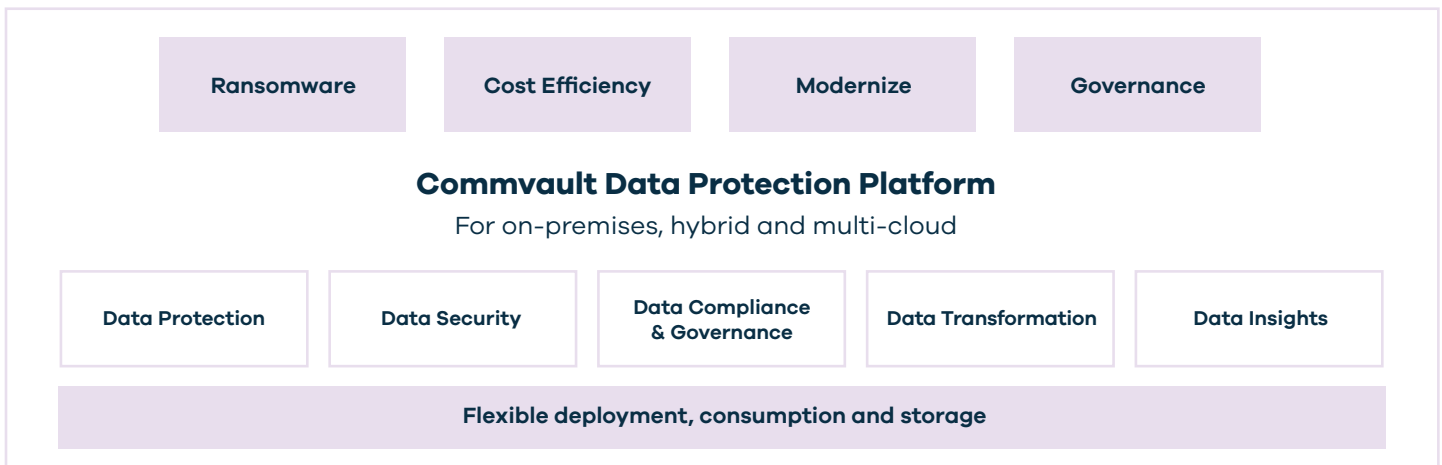 Ransomware
Cost Efficiency
Modernize
Governance
Commvault Data Protection Platform
For on-premises, hybrid and multi-cloud
Data Protection
Data Security
Data Compliance
& Governance
Data Transformation
Data Insights
Flexible deployment, consumption and storage